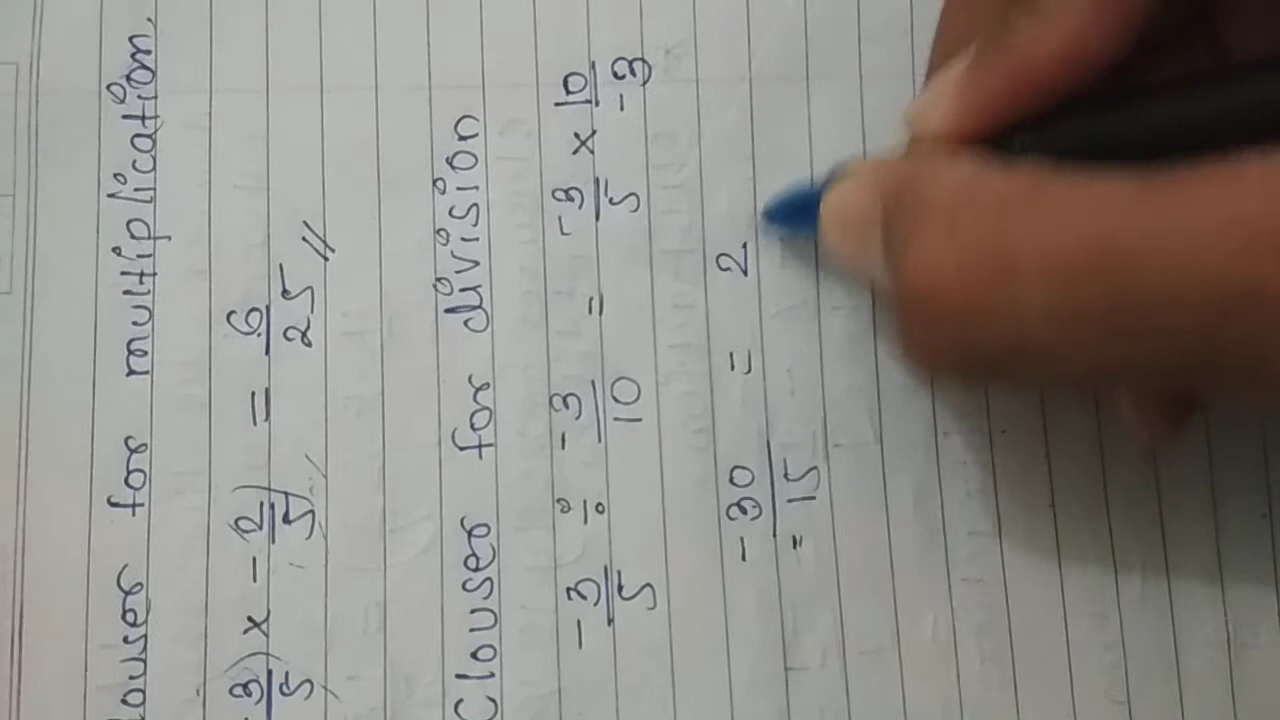 louser for multiplication.
3/5) x -2/5) = 6/25 //
Clouser for division
-3/5 ÷ -3/10 = -3/5 x 10/-3
-30/-15 = 2